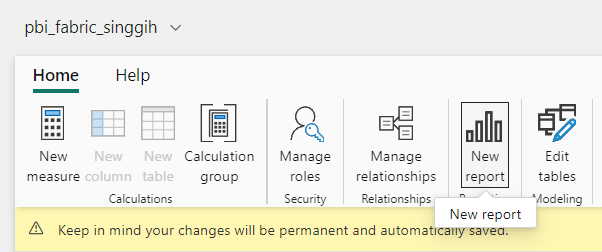 pbi_fabric_singgih
Home Help
New measure
New column
New table
Calculation group
Manage roles
Manage relationships
New report
Edit tables
Calculations Security Relationships Modeling
New report
Keep in mind your changes will be permanent and automatically saved.